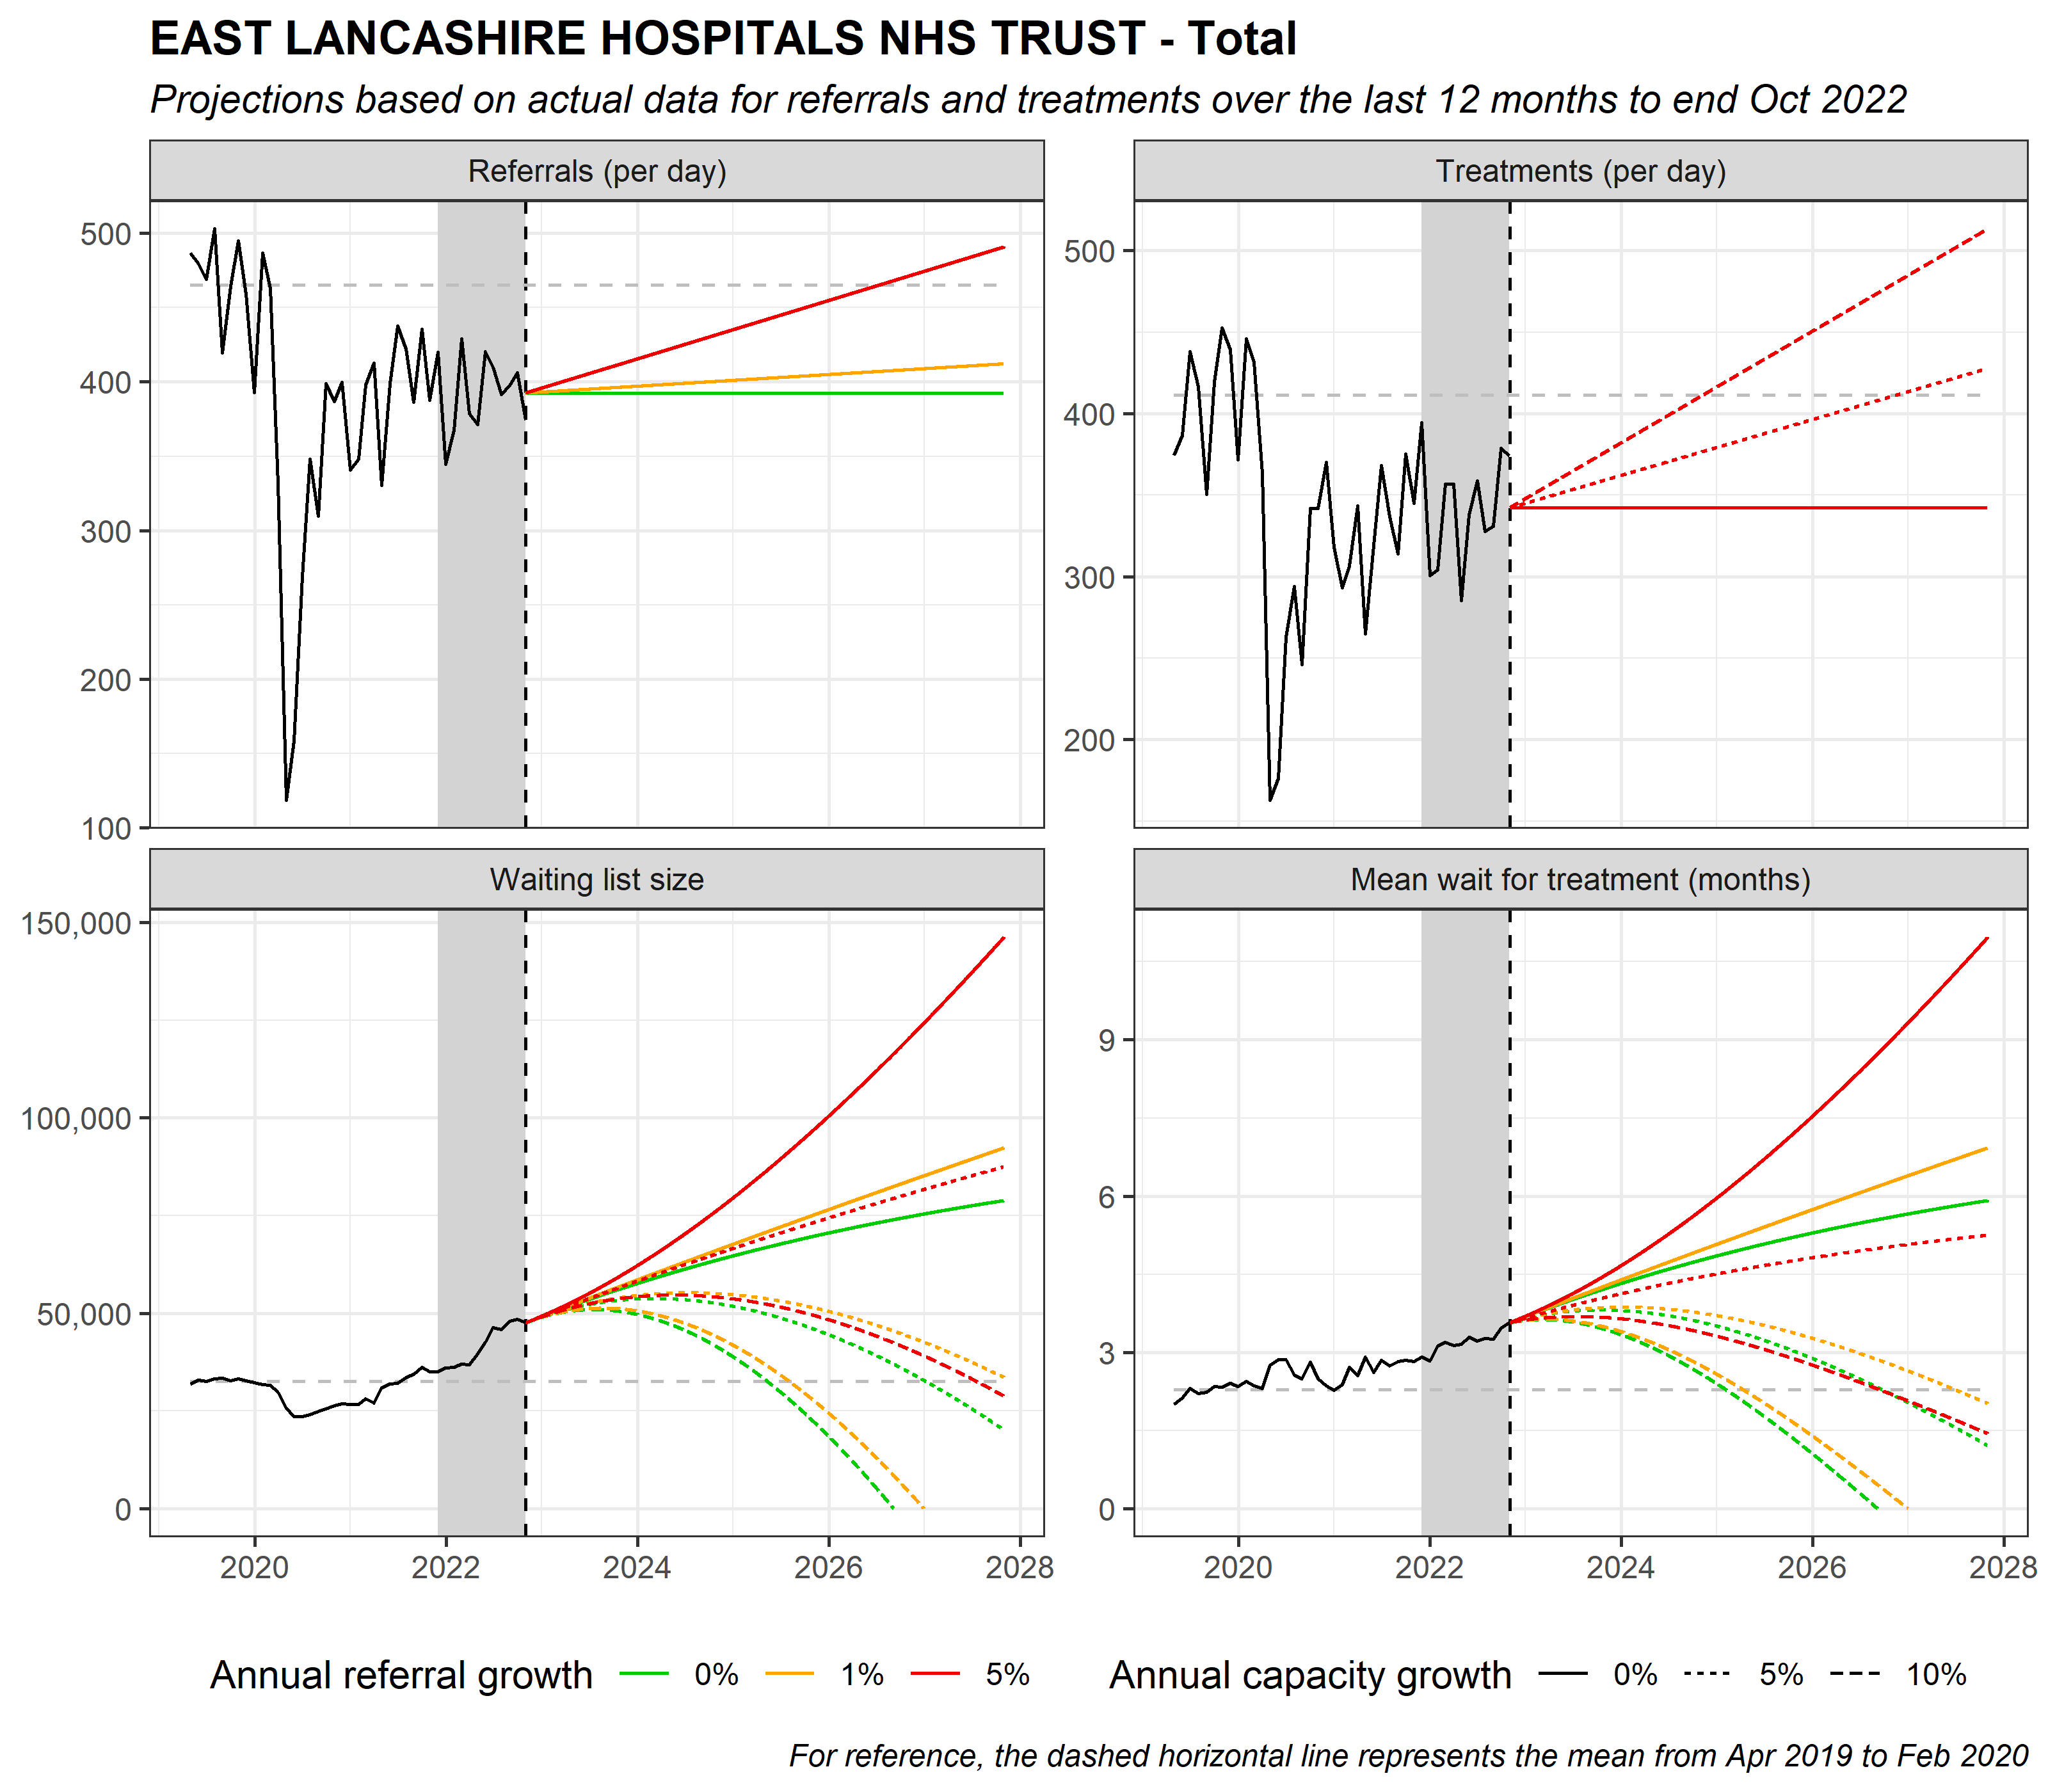 EAST LANCASHIRE HOSPITALS NHS TRUST - Total
Projections based on actual data for referrals and treatments over the last 12 months to end Oct 2022
Referrals (per day)
500
400
300
200
100
Treatments (per day)
500
400
300
200
Waiting list size
150,000
100,000
50,000
0
2020 2022 2024 2026 2028
Mean wait for treatment (months)
9
6
3
0
2020 2022 2024 2026 2028
Annual referral growth 0% 1% 5%
Annual capacity growth 0% 5% 10%
For reference, the dashed horizontal line represents the mean from Apr 2019 to Feb 2020